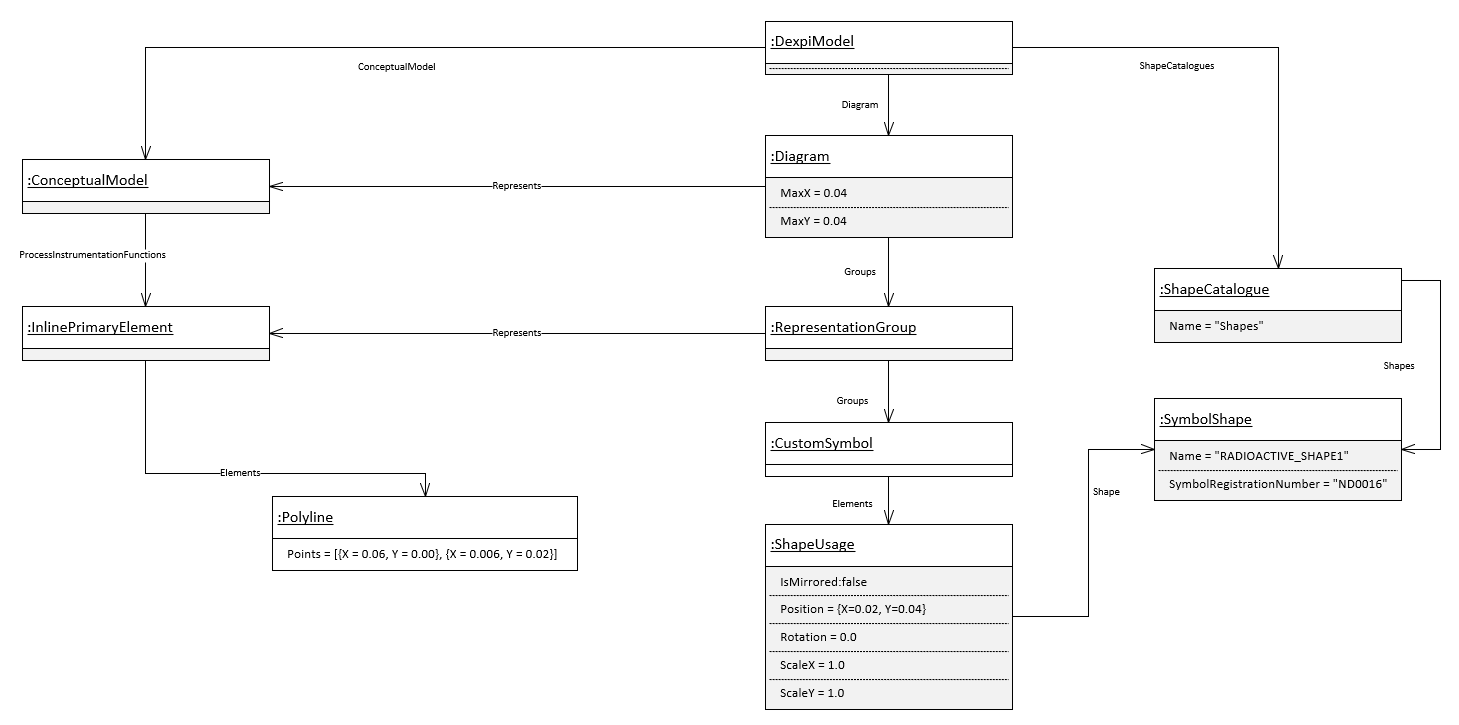 :DexpiModel
ConceptualModel
ShapeCatalogues
Diagram
:Diagram
MaxX = 0.04
MaxY = 0.04
:ConceptualModel
Represents
ProcessInstrumentationFunctions
Groups
:ShapeCatalogue
Name = "Shapes"
:InlinePrimaryElement
Represents
:RepresentationGroup
Shapes
Groups
:SymbolShape
Name = "RADIOACTIVE_SHAPE1"
SymbolRegistrationNumber = "ND0016"
:CustomSymbol
Elements
Shape
Elements
:Polyline
Points = [{X = 0.06, Y = 0.00}, {X = 0.006, Y = 0.02}]
:ShapeUsage
IsMirrored:false
Position = {X=0.02, Y=0.04}
Rotation = 0.0
ScaleX = 1.0
ScaleY = 1.0